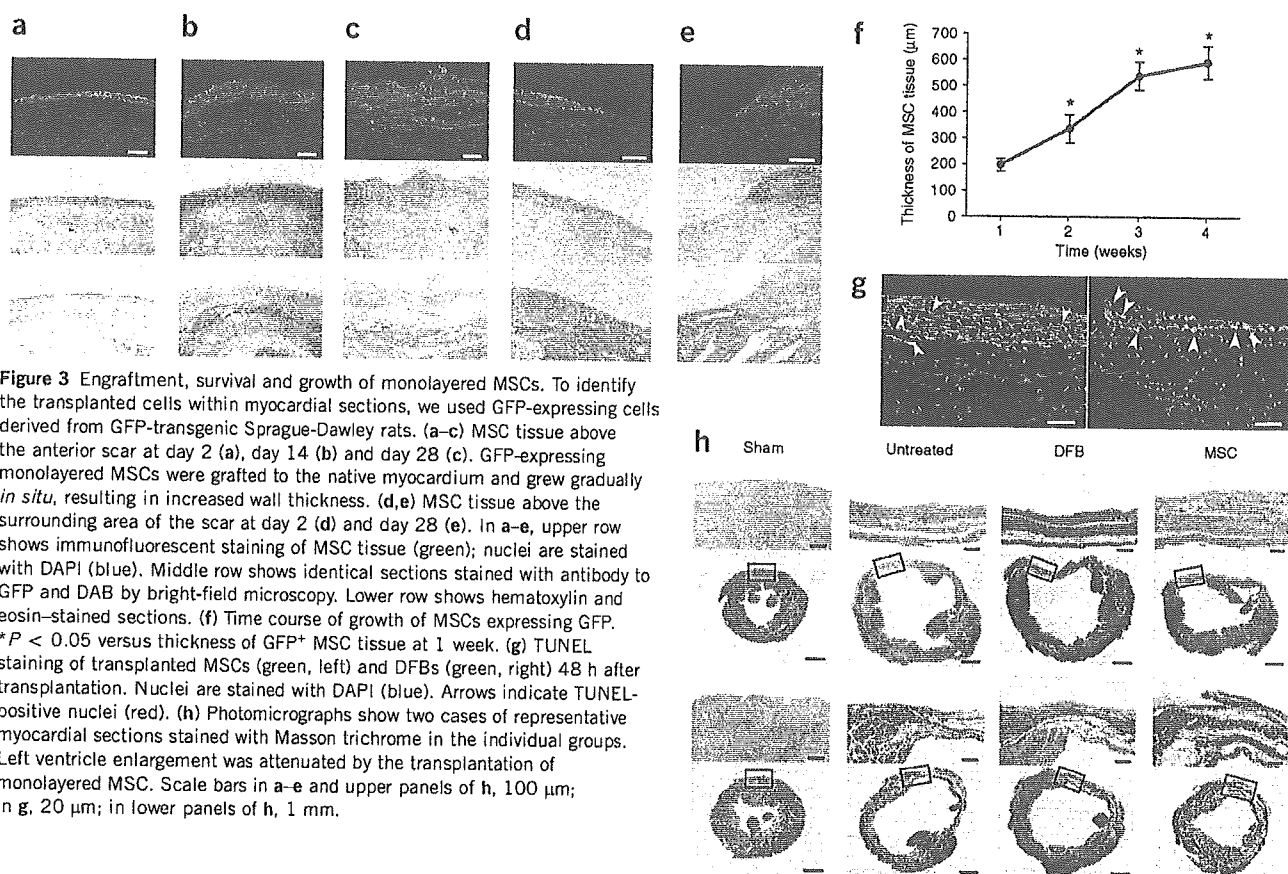 a
b
c
d
e
f
700
600
500
400
300
200
100
0
Thickness of MSC tissue (µm)
*
*
*
1
2
3
4
Time (weeks)
g
Figure 3 Engraftment, survival and growth of monolayered MSCs. To identify
the transplanted cells within myocardial sections, we used GFP-expressing cells
derived from GFP-transgenic Sprague-Dawley rats. (a–c) MSC tissue above
the anterior scar at day 2 (a), day 14 (b) and day 28 (c). GFP-expressing
monolayered MSCs were grafted to the native myocardium and grew gradually
in situ, resulting in increased wall thickness. (d,e) MSC tissue above the
surrounding area of the scar at day 2 (d) and day 28 (e). In a–e, upper row
shows immunofluorescent staining of MSC tissue (green); nuclei are stained
with DAPI (blue). Middle row shows identical sections stained with antibody to
GFP and DAB by bright-field microscopy. Lower row shows hematoxylin and
eosin–stained sections. (f) Time course of growth of MSCs expressing GFP.
*P < 0.05 versus thickness of GFP+ MSC tissue at 1 week. (g) TUNEL
staining of transplanted MSCs (green, left) and DFBs (green, right) 48 h after
transplantation. Nuclei are stained with DAPI (blue). Arrows indicate TUNEL-
positive nuclei (red). (h) Photomicrographs show two cases of representative
myocardial sections stained with Masson trichrome in the individual groups.
Left ventricle enlargement was attenuated by the transplantation of
monolayered MSC. Scale bars in a–e and upper panels of h, 100 µm;
n g, 20 µm; in lower panels of h, 1 mm.
h
Sham
Untreated
DFB
MSC